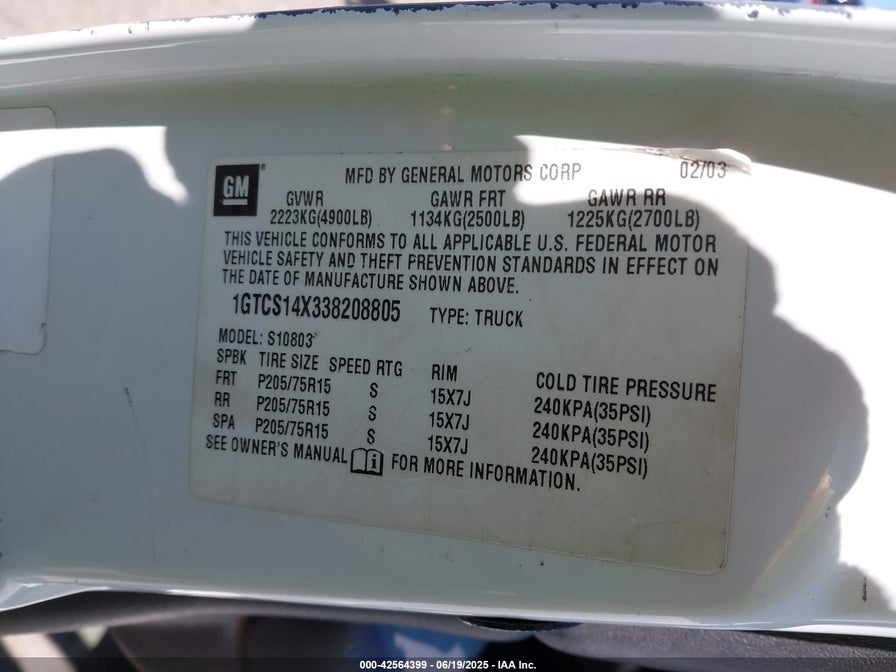 GM ® MFD BY GENERAL MOTORS CORP 02/03
GVWR GAWR FRT GAWR RR
2223KG(4900LB) 1134KG(2500LB) 1225KG(2700LB)
THIS VEHICLE CONFORMS TO ALL APPLICABLE U.S. FEDERAL MOTOR
VEHICLE SAFETY AND THEFT PREVENTION STANDARDS IN EFFECT ON
THE DATE OF MANUFACTURE SHOWN ABOVE.
1GTCS14X338208805 TYPE: TRUCK
MODEL: S10803
SPBK TIRE SIZE SPEED RTG RIM COLD TIRE PRESSURE
FRT P205/75R15 S 15X7J 240KPA(35PSI)
RR P205/75R15 S 15X7J 240KPA(35PSI)
SPA P205/75R15 S 15X7J 240KPA(35PSI)
SEE OWNER'S MANUAL i FOR MORE INFORMATION.
000-42564399 - 06/19/2025 - IAA Inc.